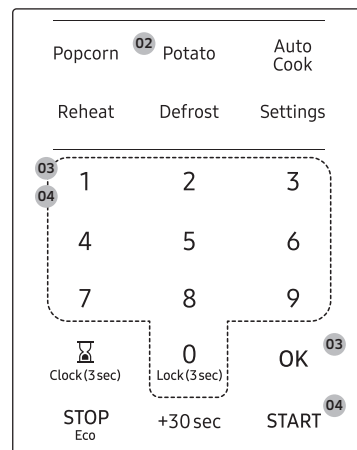 Popcorn 02 Potato Auto
Cook
Reheat Defrost Settings
03
1 2 3
04
4 5 6
7 8 9
0 OK 03
Clock(3 sec) Lock(3 sec)
STOP +30 sec START 04
Eco